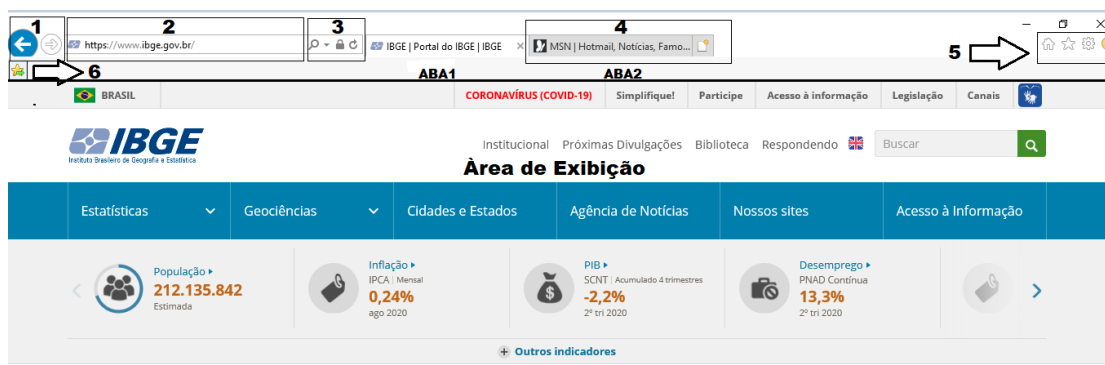 1 2 3 4
https://www.ibge.gov.br/ IBGE | Portal do IBGE | IBGE MSN | Hotmail, Notícias, Famo...
5
6 ABA1 ABA2
BRASIL CORONAVÍRUS (COVID-19) Simplifique! Participe Acesso à informação Legislação Canais
IBGE
Instituto Brasileiro de Geografia e Estatística
Institucional Próximas Divulgações Biblioteca Respondendo Buscar
Àrea de Exibição
Estatísticas Geociências Cidades e Estados Agência de Notícias Nossos sites Acesso à Informação
População Inflação PIB Desemprego
IPCA | Mensal SCNT | Acumulado 4 trimestres PNAD Contínua
212.135.842 0,24% -2,2% 13,3%
Estimada ago 2020 2º tri 2020 2º tri 2020
Outros indicadores